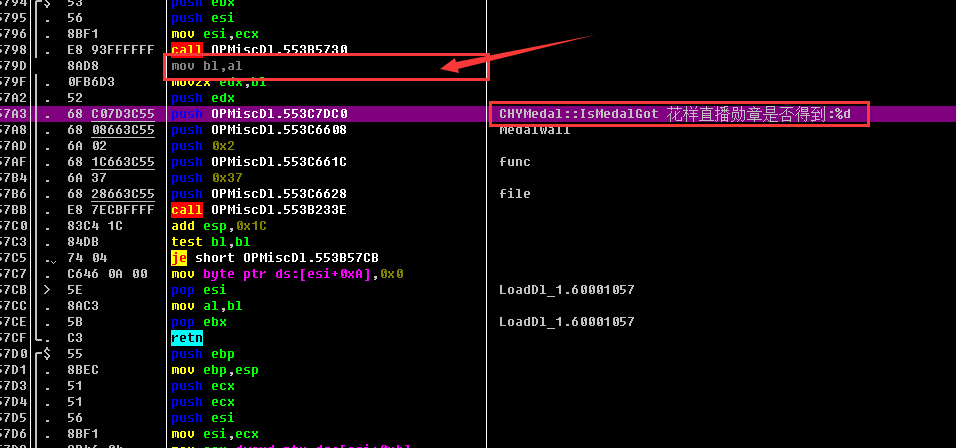 5794 ┌$ 53 push ebx
5795 . 56 push esi
5796 . 8BF1 mov esi,ecx
5798 . E8 93FFFFFF call OPMiscDl.553B5730
579D . 8AD8 mov bl,al
579F . 0FB6D3 movzx edx,bl
57A2 . 52 push edx
57A3 . 68 C07D3C55 push OPMiscDl.553C7DC0 CHYMedal::IsMedalGot 花样直播勋章是否得到:%d
57A8 . 68 08663C55 push OPMiscDl.553C6608 MedalWall
57AD . 6A 02 push 0x2
57AF . 68 1C663C55 push OPMiscDl.553C661C func
57B4 . 6A 37 push 0x37
57B6 . 68 28663C55 push OPMiscDl.553C6628 file
57BB . E8 7ECBFFFF call OPMiscDl.553B233E
57C0 . 83C4 1C add esp,0x1C
57C3 . 84DB test bl,bl
57C5 . 74 04 je short OPMiscDl.553B57CB
57C7 . C646 0A 00 mov byte ptr ds:[esi+0xA],0x0
57CB > 5E pop esi LoadDl_1.60001057
57CC . 8AC3 mov al,bl
57CE . 5B pop ebx LoadDl_1.60001057
57CF . C3 retn
57D0 ┌$ 55 push ebp
57D1 . 8BEC mov ebp,esp
57D3 . 51 push ecx
57D4 . 51 push ecx
57D5 . 56 push esi
57D6 . 8BF1 mov esi,ecx